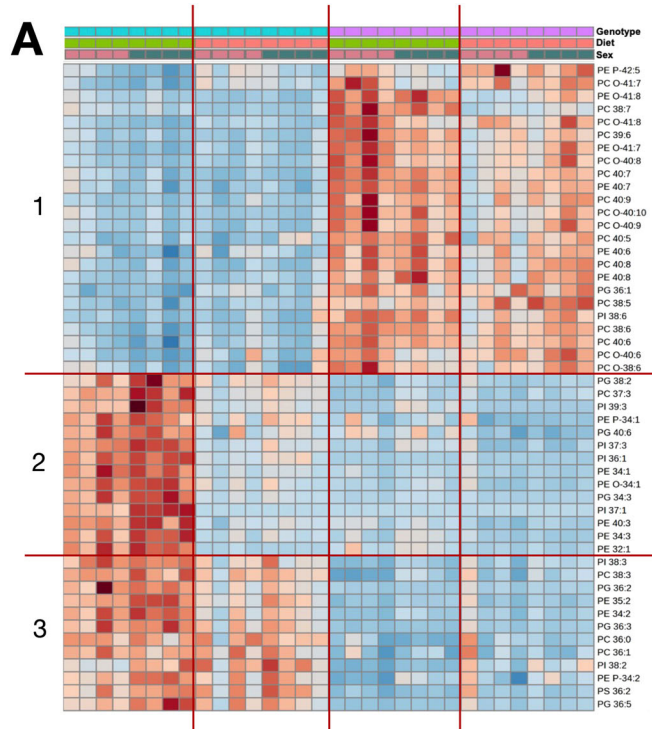 A
Genotype
Diet
Sex
PE P-42:5
PC O-41:7
PE O-41:8
PC 38:7
PC O-41:8
PC 39:6
PE O-41:7
PC O-40:8
PC 40:7
PE 40:7
PC 40:9
PC O-40:10
PC O-40:9
PC 40:5
PE 40:6
PC 40:8
PE 40:8
PG 36:1
PC 38:5
PI 38:6
PC 38:6
PC 40:6
PC O-40:6
PC O-38:6
1
PG 38:2
PC 37:3
PI 39:3
PE P-34:1
PG 40:6
PI 37:3
PI 36:1
PE 34:1
PE O-34:1
PG 34:3
PI 37:1
PE 40:3
PE 34:3
PE 32:1
2
PI 38:3
PC 38:3
PG 36:2
PE 35:2
PE 34:2
PG 36:3
PC 36:0
PC 36:1
PI 38:2
PE P-34:2
PS 36:2
PG 36:5
3